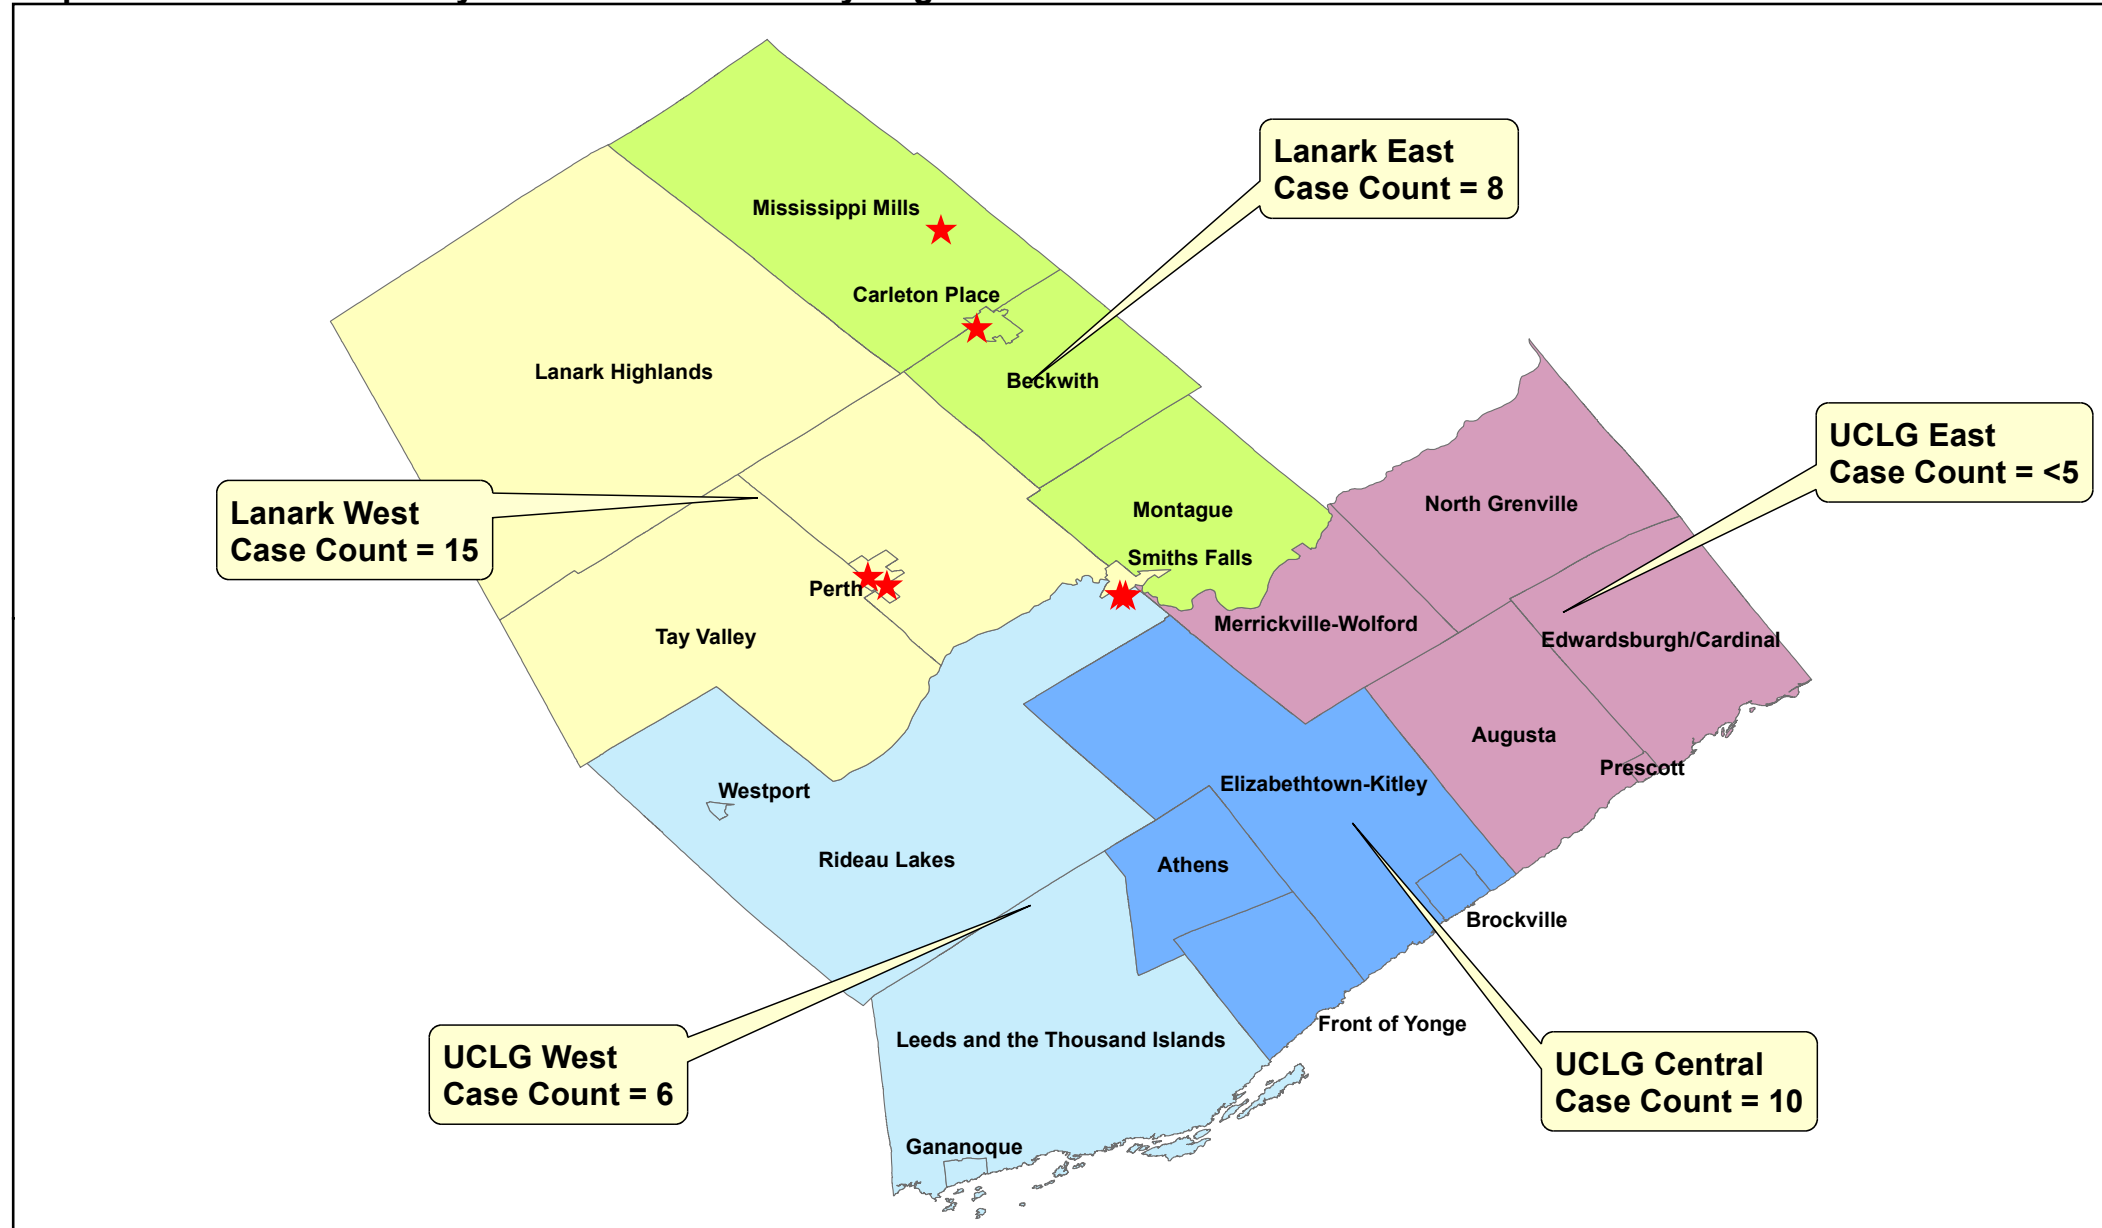 Lanark East
Case Count = 8
Mississippi Mills
Carleton Place
Lanark Highlands
Beckwith
UCLG East
Case Count = <5
Lanark West
Case Count = 15
North Grenville
Montague
Smiths Falls
Perth
Merrickville-Wolford
Tay Valley
Edwardsburgh/Cardinal
Augusta
Prescott
Westport
Elizabethtown-Kitley
Rideau Lakes
Athens
Brockville
Front of Yonge
Leeds and the Thousand Islands
UCLG West
Case Count = 6
UCLG Central
Case Count = 10
Gananoque